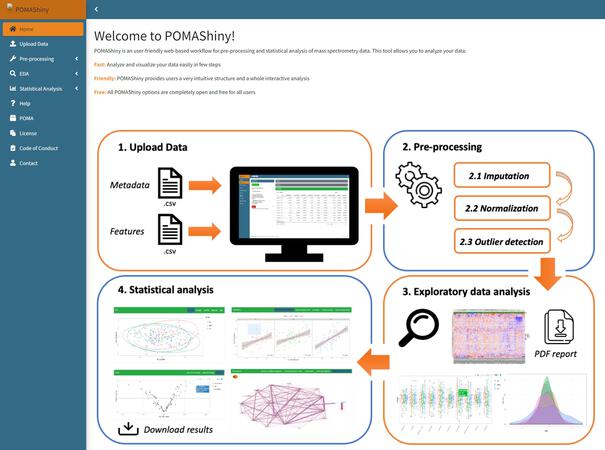 POMAShiny
Home
Upload Data
Pre-processing
EDA
Statistical Analysis
Help
POMA
License
Code of Conduct
Contact
Welcome to POMAShiny!
POMAShiny is an user-friendly web-based workflow for pre-processing and statistical analysis of mass spectrometry data. This tool allows you to analyze your data:
Fast: Analyze and visualize your data easily in few steps
Friendly: POMAShiny provides users a very intuitive structure and a whole interactive analysis
Free: All POMAShiny options are completely open and free for all users
1. Upload Data
Metadata
.CSV
Features
.CSV
2. Pre-processing
2.1 Imputation
2.2 Normalization
2.3 Outlier detection
3. Exploratory data analysis
PDF report
4. Statistical analysis
Download results